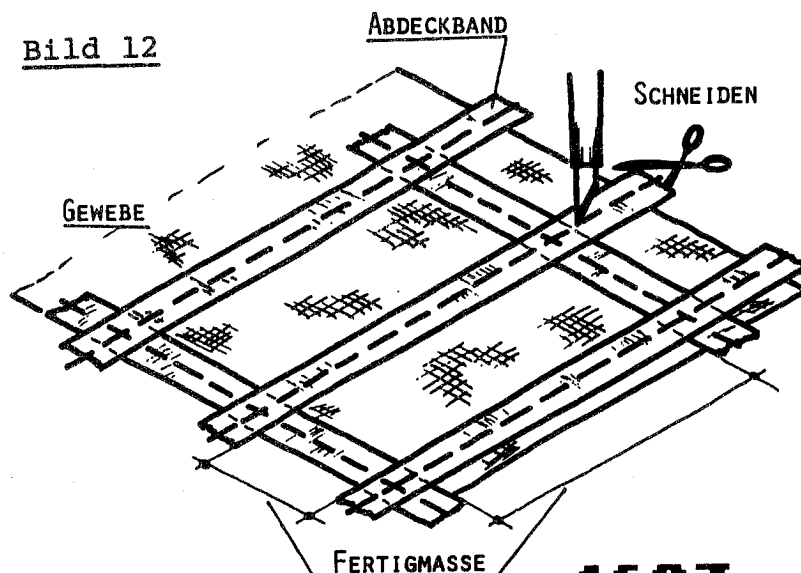 Bild 12
ABDECKBAND
SCHNEIDEN
GEWEBE
FERTIGMASSE